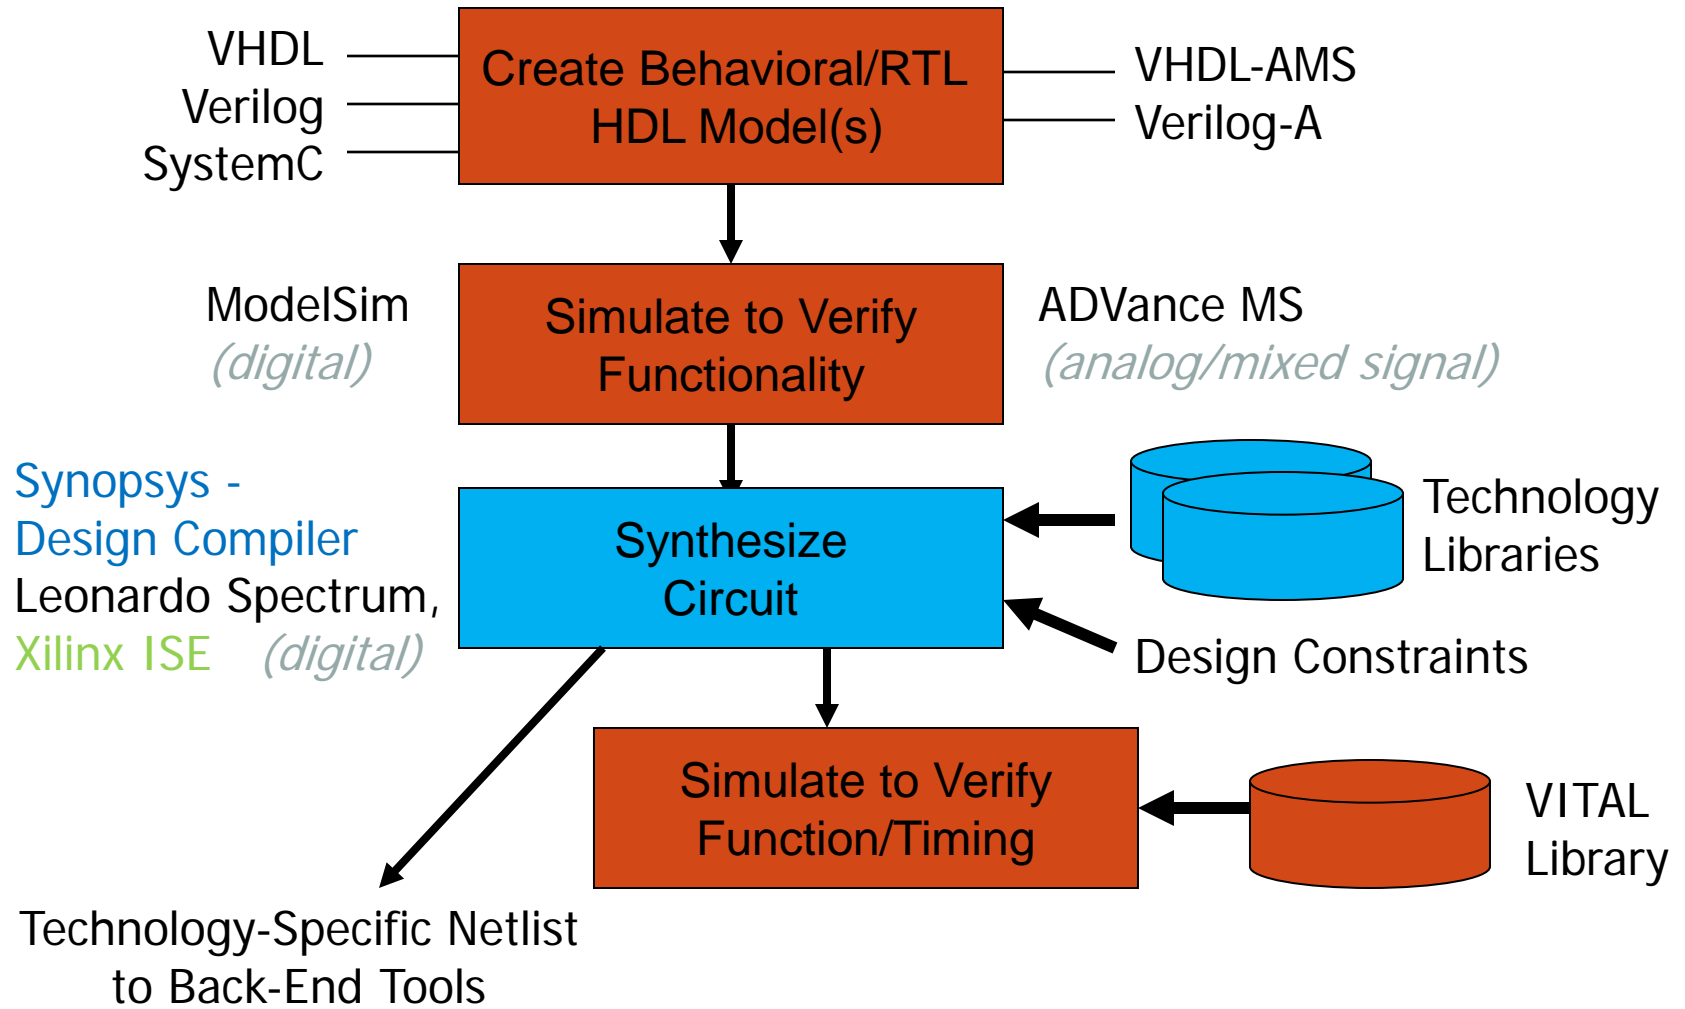 VHDL
Verilog
SystemC
Create Behavioral/RTL
HDL Model(s)
VHDL-AMS
Verilog-A
ModelSim
(digital)
Simulate to Verify
Functionality
ADVance MS
(analog/mixed signal)
Synopsys -
Design Compiler
Leonardo Spectrum,
Xilinx ISE (digital)
Synthesize
Circuit
Technology
Libraries
Design Constraints
Simulate to Verify
Function/Timing
VITAL
Library
Technology-Specific Netlist
to Back-End Tools